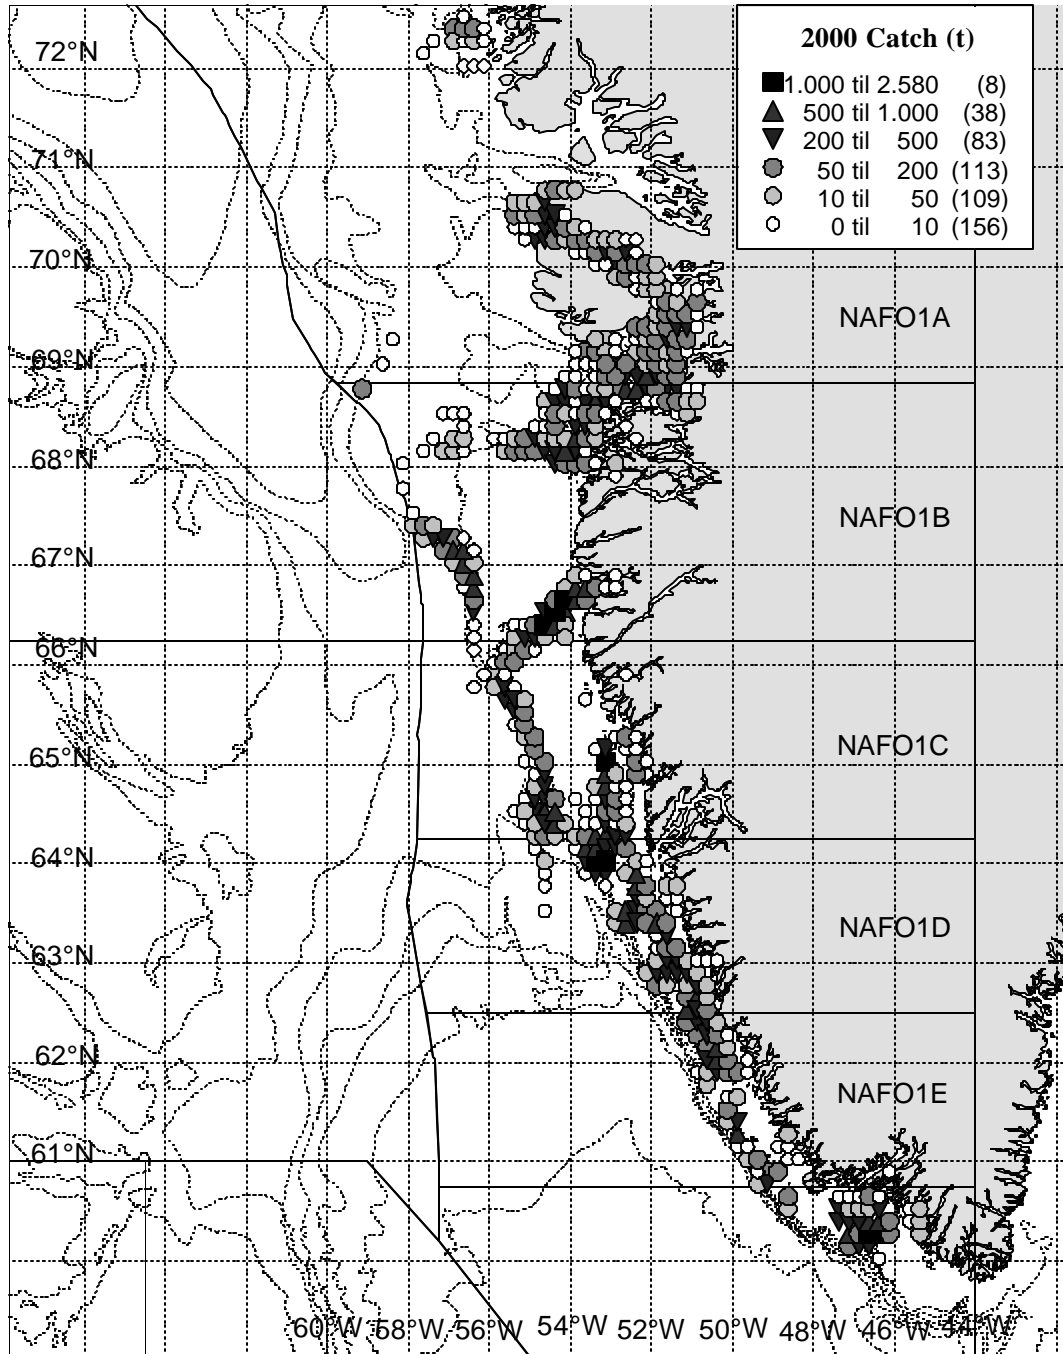 2000 Catch (t)
1.000 til 2.580 (8)
500 til 1.000 (38)
200 til 500 (83)
50 til 200 (113)
10 til 50 (109)
0 til 10 (156)
72°N
71°N
70°N
NAFO1A
69°N
68°N
NAFO1B
67°N
66°N
NAFO1C
65°N
64°N
NAFO1D
63°N
62°N
NAFO1E
61°N
60°W 58°W 56°W 54°W 52°W 50°W 48°W 46°W 44°W